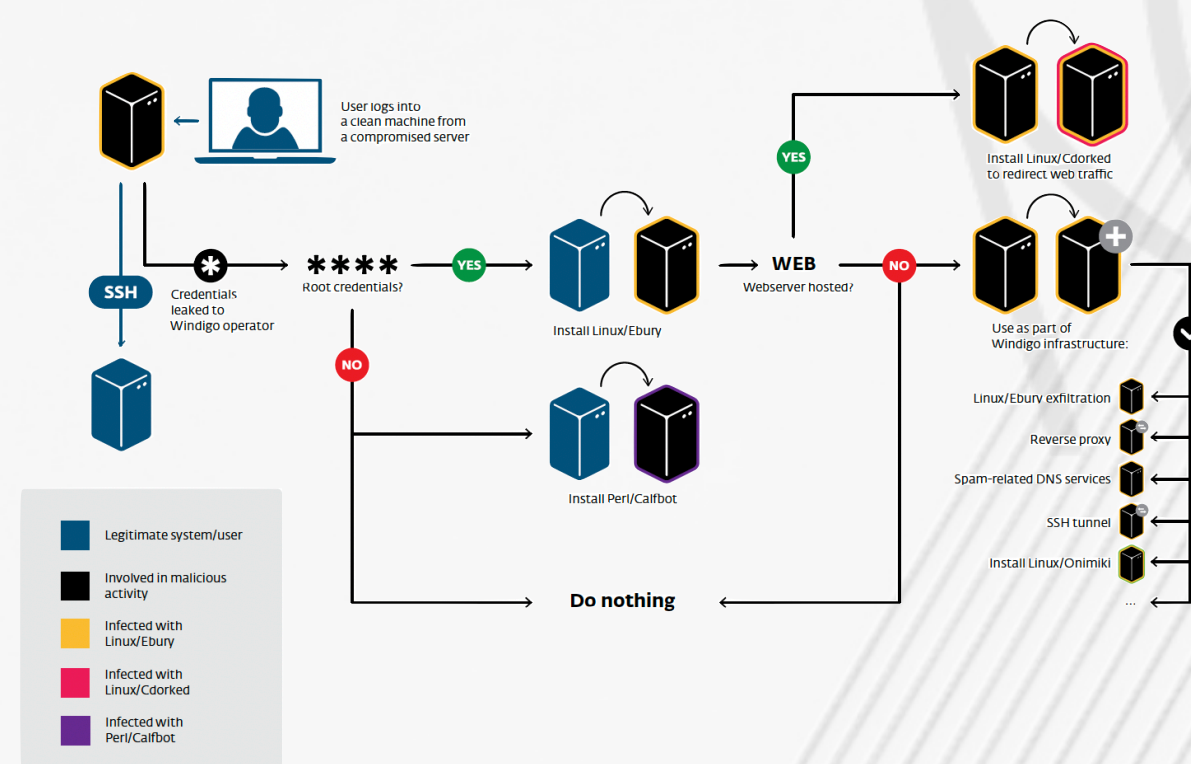 User logs into
a clean machine from
a compromised server
YES
Install Linux/Cdorked
to redirect web traffic
SSH
Credentials
leaked to
Windigo operator
****
Root credentials?
YES
Install Linux/Ebury
WEB
Webserver hosted?
NO
Use as part of
Windigo infrastructure:
NO
Install Perl/Calfbot
Linux/Ebury exfiltration
Reverse proxy
Spam-related DNS services
SSH tunnel
Install Linux/Onimiki
...
Do nothing
Legitimate system/user
Involved in malicious
activity
Infected with
Linux/Ebury
Infected with
Linux/Cdorked
Infected with
Perl/Calfbot